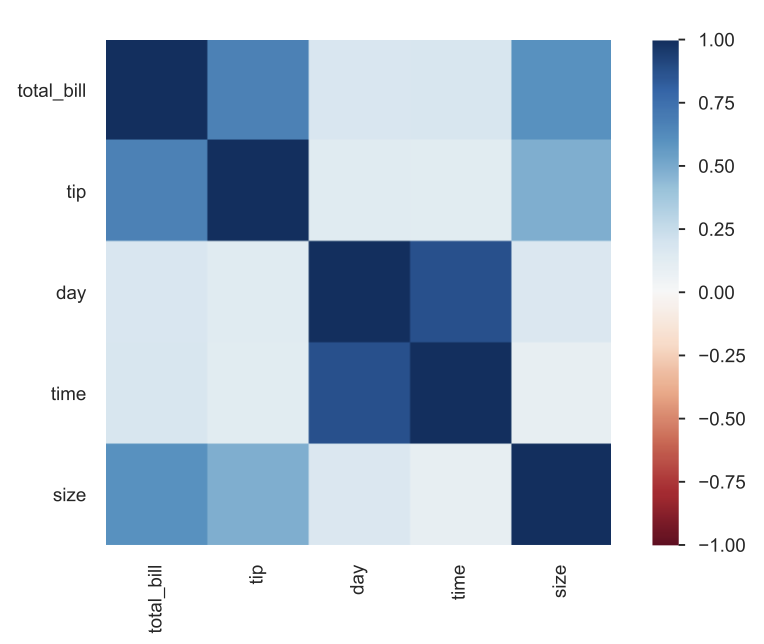 total_bill
tip
day
time
size
total_bill
tip
day
time
size
1.00
0.75
0.50
0.25
0.00
−0.25
−0.50
−0.75
−1.00